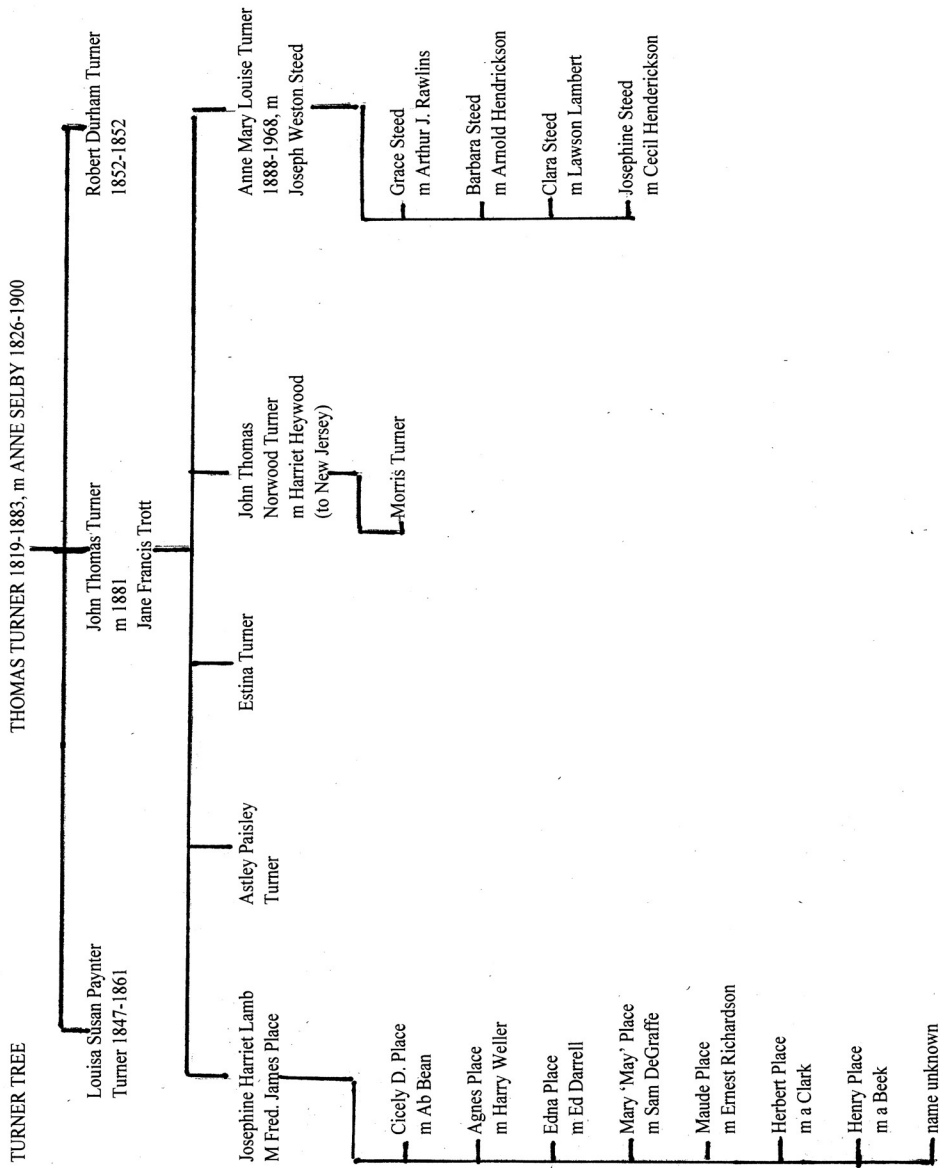 TURNER TREE
THOMAS TURNER 1819-1883, m ANNE SELBY 1826-1900
Louisa Susan Paynter
Turner 1847-1861
John Thomas Turner
m 1881
Jane Francis Trott
Robert Durham Turner
1852-1852
Josephine Harriet Lamb
M Fred. James Place
Astley Paisley
Turner
Estina Turner
John Thomas
Norwood Turner
m Harriet Heywood
(to New Jersey)
Anne Mary Louise Turner
1888-1968, m
Joseph Weston Steed
Cicely D. Place
m Ab Bean
Agnes Place
m Harry Weller
Edna Place
m Ed Darrell
Mary ‘May’ Place
m Sam DeGraffe
Maude Place
m Ernest Richardson
Herbert Place
m a Clark
Henry Place
m a Beek
name unknown
Morris Turner
Grace Steed
m Arthur J. Rawlins
Barbara Steed
m Arnold Hendrickson
Clara Steed
m Lawson Lambert
Josephine Steed
m Cecil Henderickson